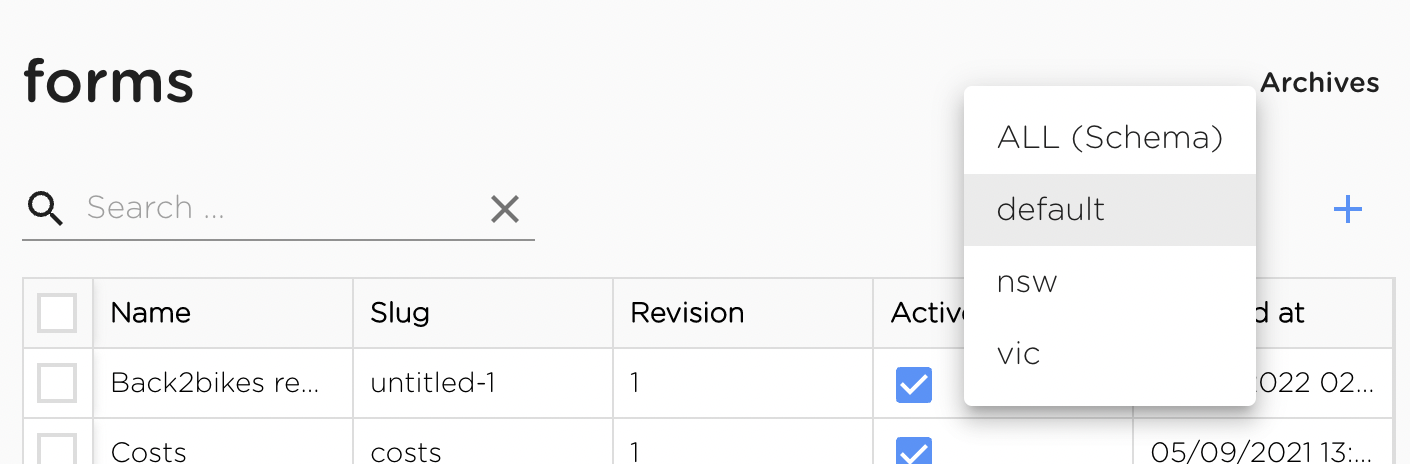 forms
Archives
ALL (Schema)
Search ...
default
nsw
vic
Name Slug Revision Activ d at
Back2bikes re... untitled-1 1 2022 02...
Costs costs 1 05/09/2021 13:...